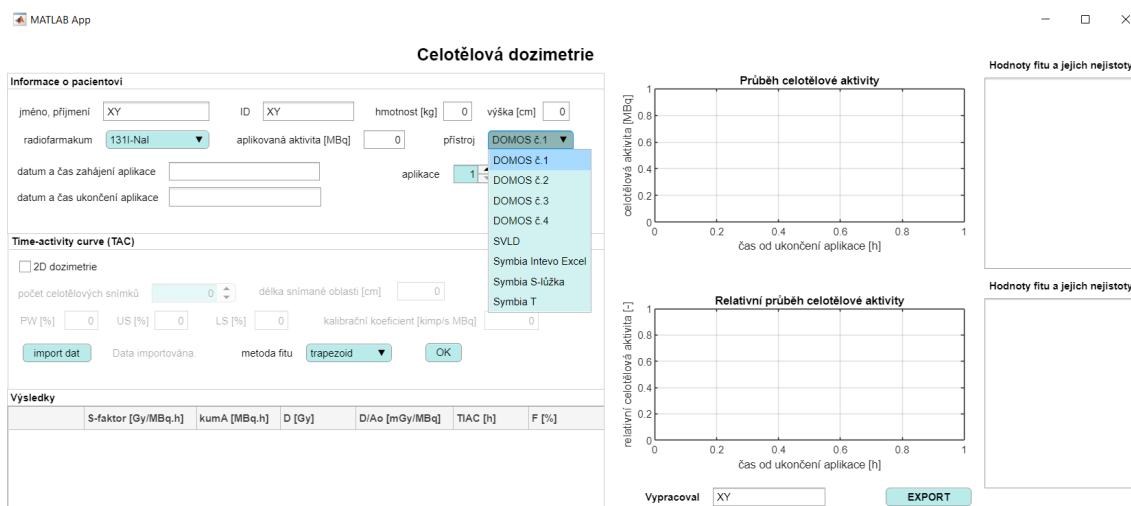 MATLAB App
Celotělová dozimetrie
Informace o pacientovi
jméno, příjmení XY ID XY hmotnost [kg] 0 výška [cm] 0
radiofarmakum 131I-NaI aplikovaná aktivita [MBq] 0 přístroj DOMOS č.1
datum a čas zahájení aplikace aplikace 1
datum a čas ukončení aplikace
DOMOS č.1
DOMOS č.2
DOMOS č.3
DOMOS č.4
SVLD
Symbia Intevo Excel
Symbia S-lůžka
Symbia T
Time-activity curve (TAC)
2D dozimetrie
počet celotělových snímků 0 délka snímané oblasti [cm] 0
PW [%] 0 US [%] 0 LS [%] 0 kalibrační koeficient [kimp/s MBq] 0
import dat Data importována. metoda fitu trapezoid OK
Výsledky
S-faktor [Gy/MBq.h] kumA [MBq.h] D [Gy] D/Ao [mGy/MBq] TIAC [h] F [%]
Průběh celotělové aktivity
celotělová aktivita [MBq]
1
0.8
0.6
0.4
0.2
0
0 0.2 0.4 0.6 0.8 1
čas od ukončení aplikace [h]
Hodnoty fitu a jejich nejistoty
Relativní průběh celotělové aktivity
relativní celotělová aktivita [-]
1
0.8
0.6
0.4
0.2
0
0 0.2 0.4 0.6 0.8 1
čas od ukončení aplikace [h]
Hodnoty fitu a jejich nejistoty
Vypracoval XY EXPORT